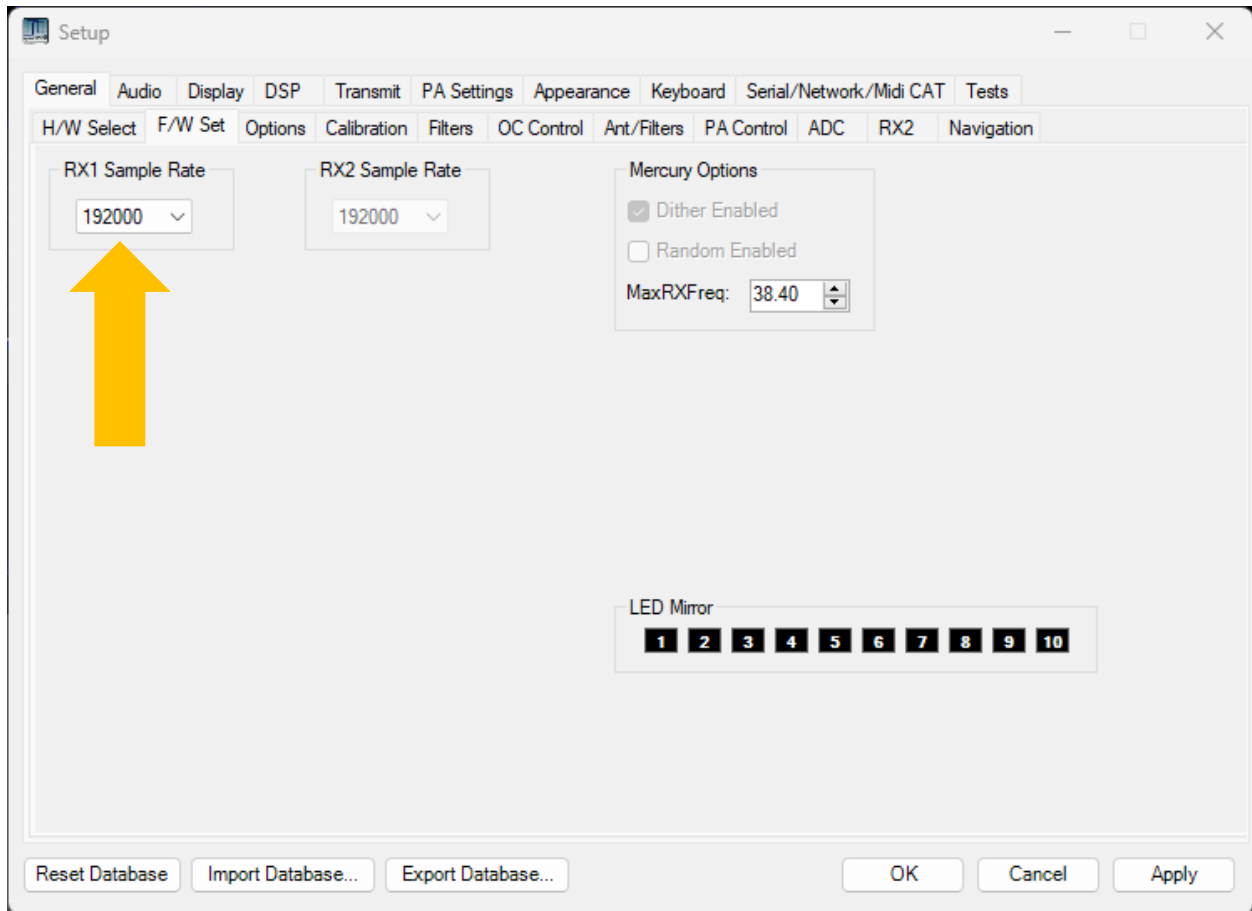 Setup
General Audio Display DSP Transmit PA Settings Appearance Keyboard Serial/Network/Midi CAT Tests
H/W Select F/W Set Options Calibration Filters OC Control Ant/Filters PA Control ADC RX2 Navigation
RX1 Sample Rate RX2 Sample Rate Mercury Options
192000 192000 Dither Enabled
Random Enabled
MaxRXFreq: 38.40
LED Mirror
1 2 3 4 5 6 7 8 9 10
Reset Database Import Database... Export Database... OK Cancel Apply